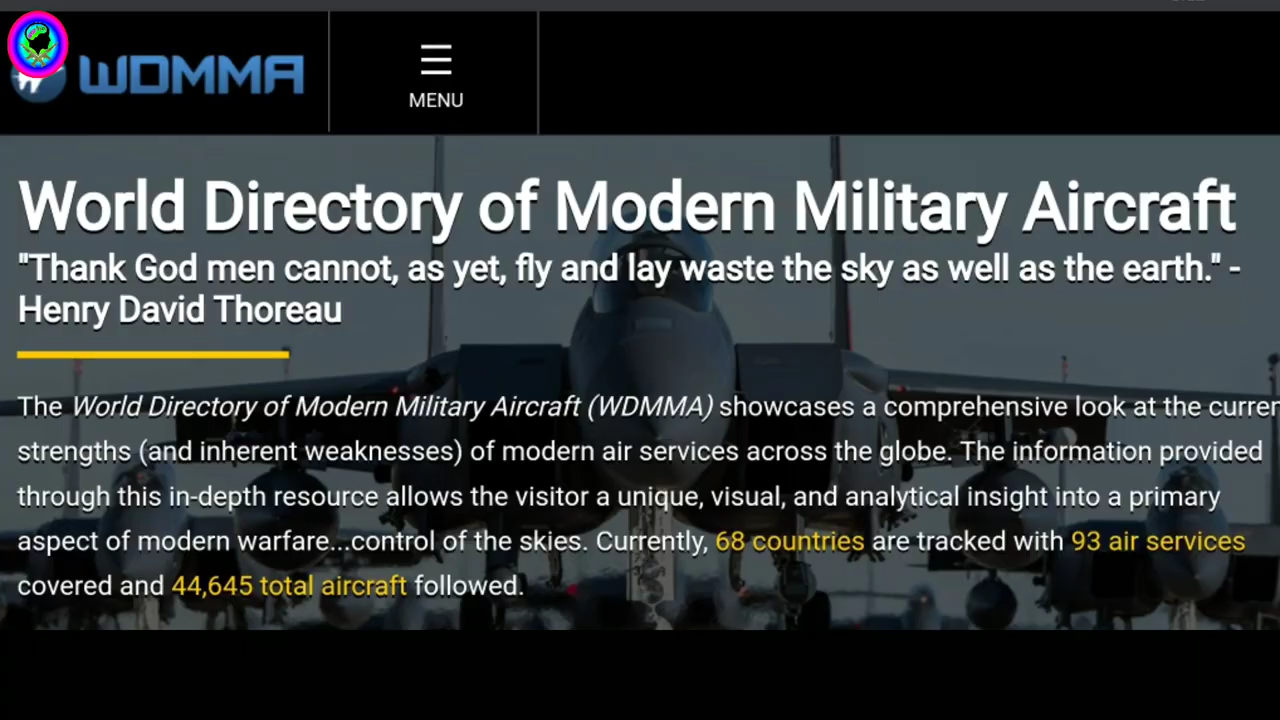 WDMMA
MENU
World Directory of Modern Military Aircraft
"Thank God men cannot, as yet, fly and lay waste the sky as well as the earth." -
Henry David Thoreau
The World Directory of Modern Military Aircraft (WDMMA) showcases a comprehensive look at the
strengths (and inherent weaknesses) of modern air services across the globe. The information provided
through this in-depth resource allows the visitor a unique, visual, and analytical insight into a primary
aspect of modern warfare...control of the skies. Currently, 68 countries are tracked with 93 air services
covered and 44,645 total aircraft followed.